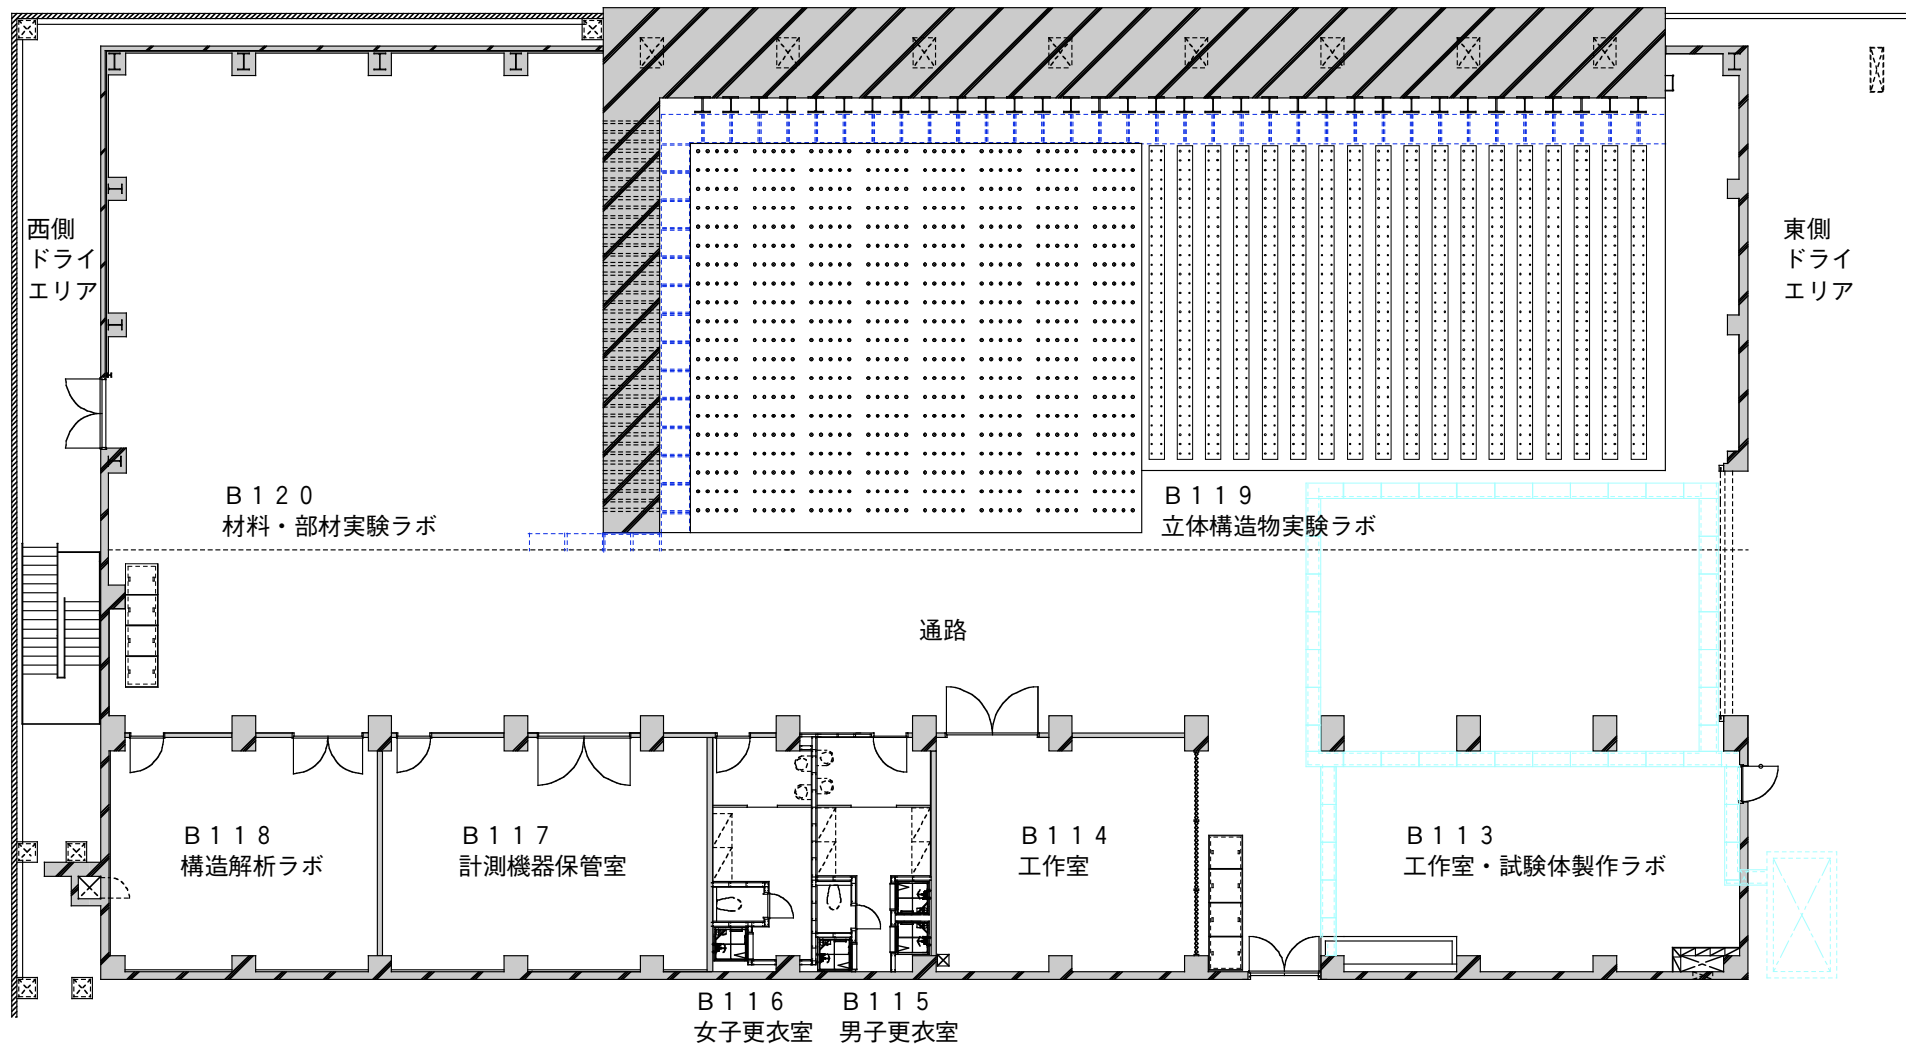 西側
ドライ
エリア
東側
ドライ
エリア
B120
材料・部材実験ラボ
B119
立体構造物実験ラボ
通路
B118
構造解析ラボ
B117
計測機器保管室
B114
工作室
B113
工作室・試験体製作ラボ
B116
女子更衣室
B115
男子更衣室